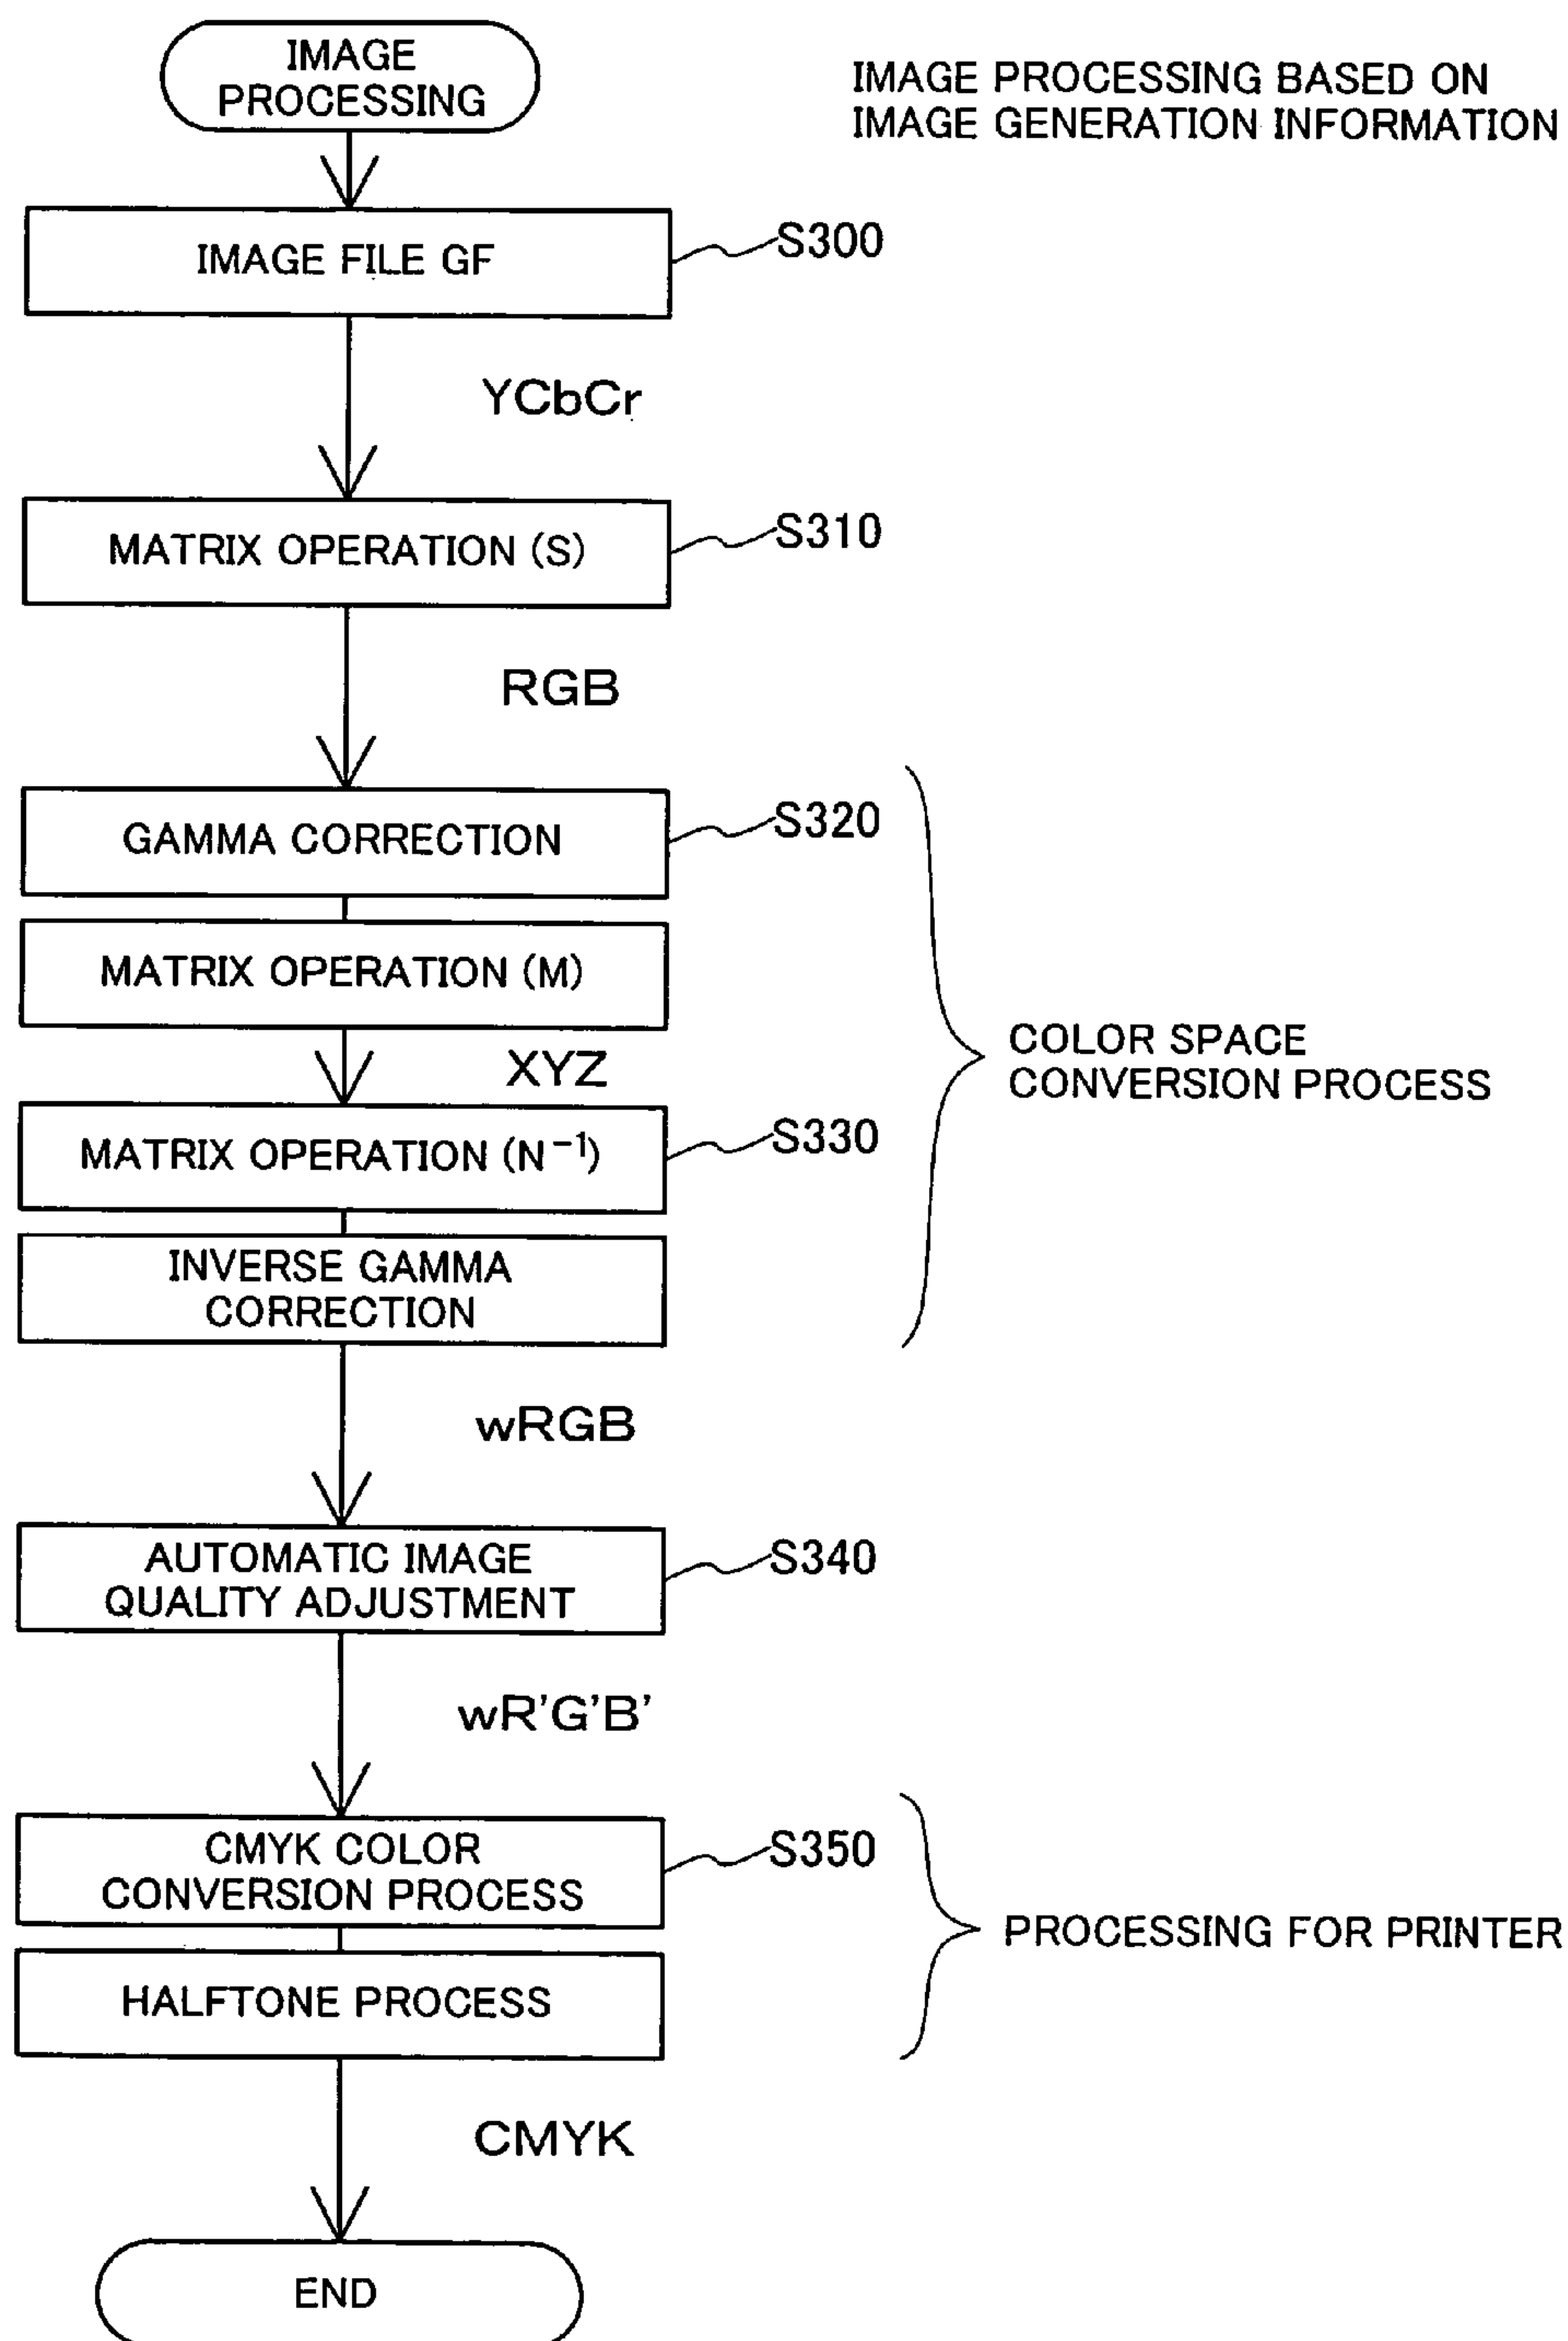 IMAGE
PROCESSING
IMAGE PROCESSING BASED ON
IMAGE GENERATION INFORMATION
IMAGE FILE GF
S300
YCbCr
MATRIX OPERATION (S)
S310
RGB
GAMMA CORRECTION
S320
MATRIX OPERATION (M)
XYZ
COLOR SPACE
CONVERSION PROCESS
MATRIX OPERATION (N⁻¹)
S330
INVERSE GAMMA
CORRECTION
wRGB
AUTOMATIC IMAGE
QUALITY ADJUSTMENT
S340
wR'G'B'
CMYK COLOR
CONVERSION PROCESS
S350
PROCESSING FOR PRINTER
HALFTONE PROCESS
CMYK
END